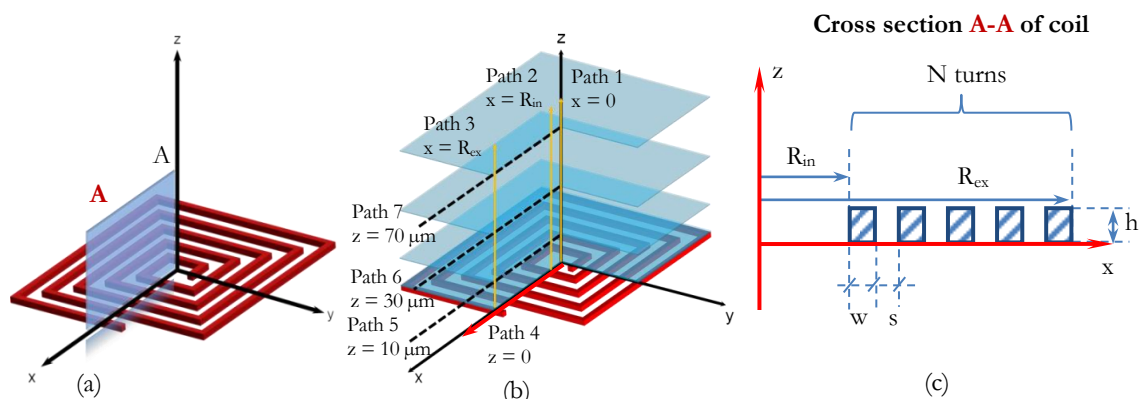 z
A
A
y
x
(a)
z
Path 2
x = Rin
Path 1
x = 0
Path 3
x = Rex
Path 7
z = 70 μm
Path 6
z = 30 μm
Path 5
z = 10 μm
Path 4
z = 0
y
x
(b)
Cross section A-A of coil
z
N turns
Rin
Rex
h
x
w
s
(c)